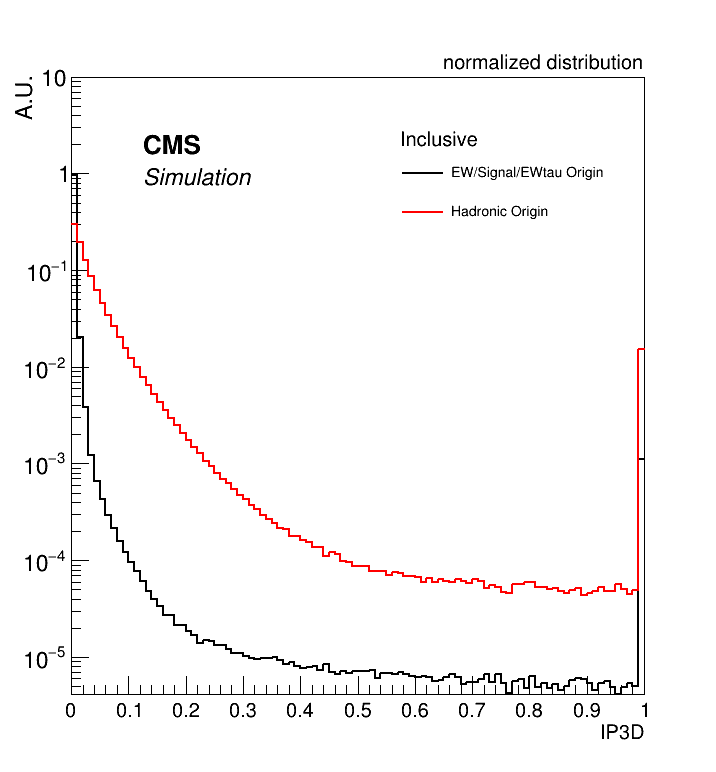 normalized distribution
A.U.
10
CMS
Simulation
Inclusive
EW/Signal/EWtau Origin
Hadronic Origin
1
10⁻¹
10⁻²
10⁻³
10⁻⁴
10⁻⁵
0 0.1 0.2 0.3 0.4 0.5 0.6 0.7 0.8 0.9 1
IP3D